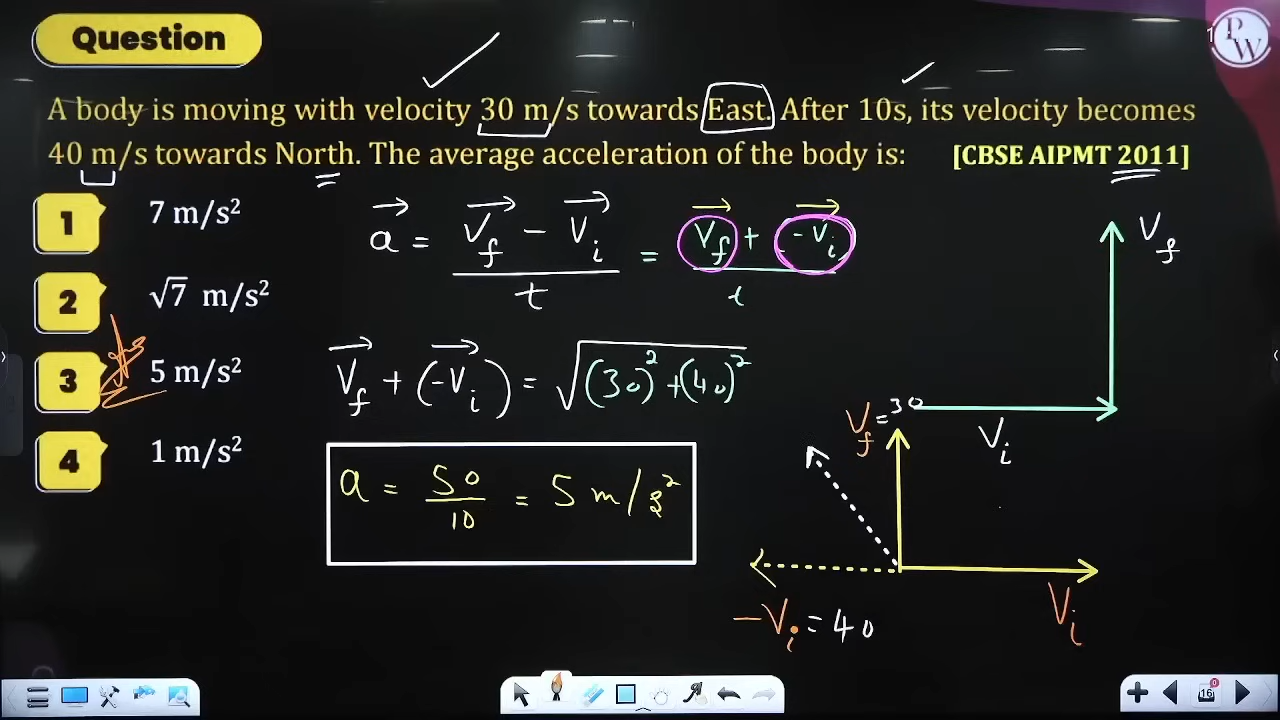 Question
PW
A body is moving with velocity 30 m/s towards East. After 10s, its velocity becomes
40 m/s towards North. The average acceleration of the body is: [CBSE AIPMT 2011]
1 7 m/s²
2 √7 m/s²
3 5 m/s²
4 1 m/s²
a = Vf - Vi / t = Vf + -Vi / t
Vf + (-Vi) = √(30)² + (40)²
a = 50/10 = 5 m/s²
Vf
Vi
Vf = 30
-Vi = 40
Vi
16